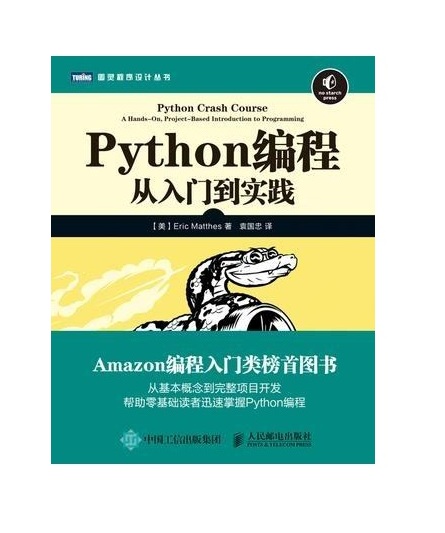 TURING 图灵程序设计丛书
no starch
press
Python Crash Course
A Hands-On, Project-Based Introduction to Programming
Python编程
从入门到实践
【美】Eric Matthes 著 袁国忠 译
Amazon编程入门类榜首图书
从基本概念到完整项目开发
帮助零基础读者迅速掌握Python编程
中国工信出版集团 人民邮电出版社
POSTS & TELECOM PRESS